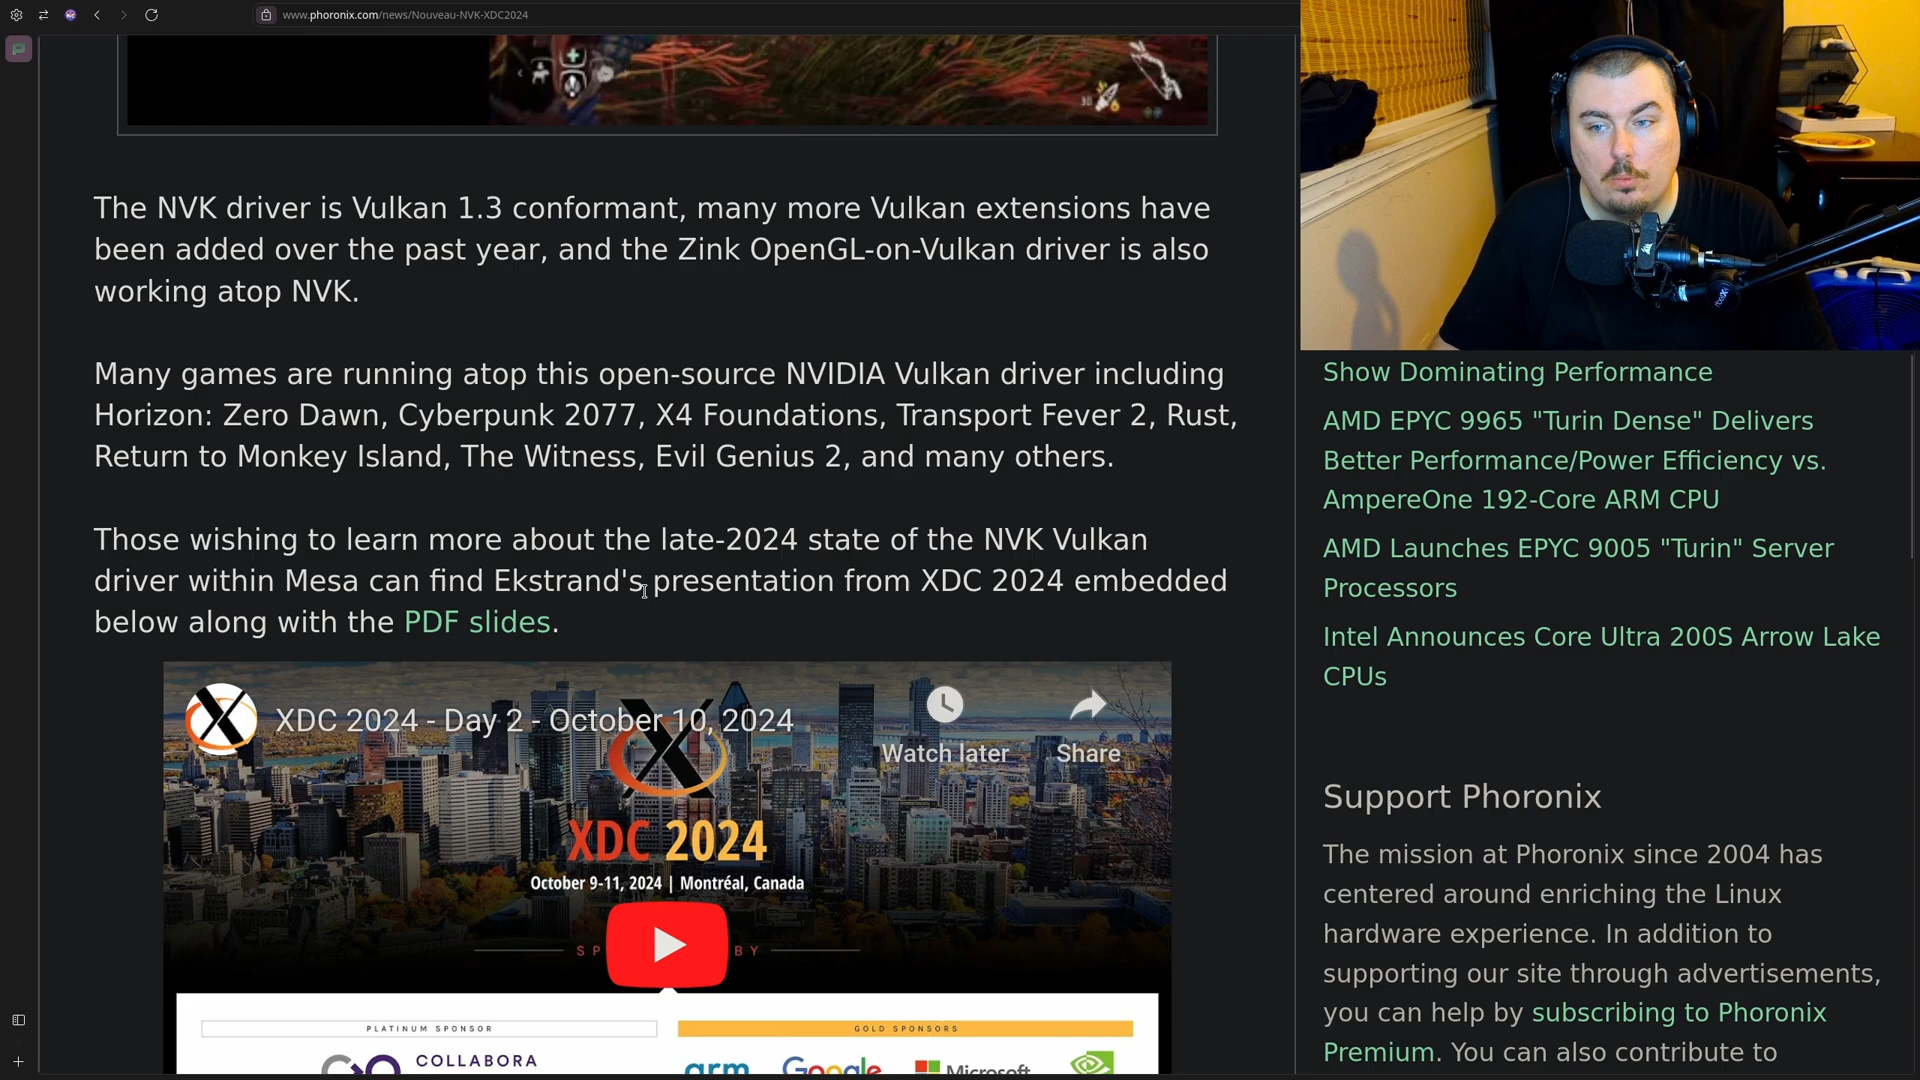 www.phoronix.com/news/Nouveau-NVK-XDC2024
The NVK driver is Vulkan 1.3 conformant, many more Vulkan extensions have
been added over the past year, and the Zink OpenGL-on-Vulkan driver is also
working atop NVK.
Many games are running atop this open-source NVIDIA Vulkan driver including
Horizon: Zero Dawn, Cyberpunk 2077, X4 Foundations, Transport Fever 2, Rust,
Return to Monkey Island, The Witness, Evil Genius 2, and many others.
Those wishing to learn more about the late-2024 state of the NVK Vulkan
driver within Mesa can find Ekstrand's presentation from XDC 2024 embedded
below along with the PDF slides.
XDC 2024 - Day 2 - October 10, 2024
Watch later
Share
XDC 2024
October 9-11, 2024 | Montréal, Canada
SP BY
PLATINUM SPONSOR
GOLD SPONSORS
COLLABORA
arm
Google
Microsoft
Show Dominating Performance
AMD EPYC 9965 "Turin Dense" Delivers
Better Performance/Power Efficiency vs.
AmpereOne 192-Core ARM CPU
AMD Launches EPYC 9005 "Turin" Server
Processors
Intel Announces Core Ultra 200S Arrow Lake
CPUs
Support Phoronix
The mission at Phoronix since 2004 has
centered around enriching the Linux
hardware experience. In addition to
supporting our site through advertisements,
you can help by subscribing to Phoronix
Premium. You can also contribute to